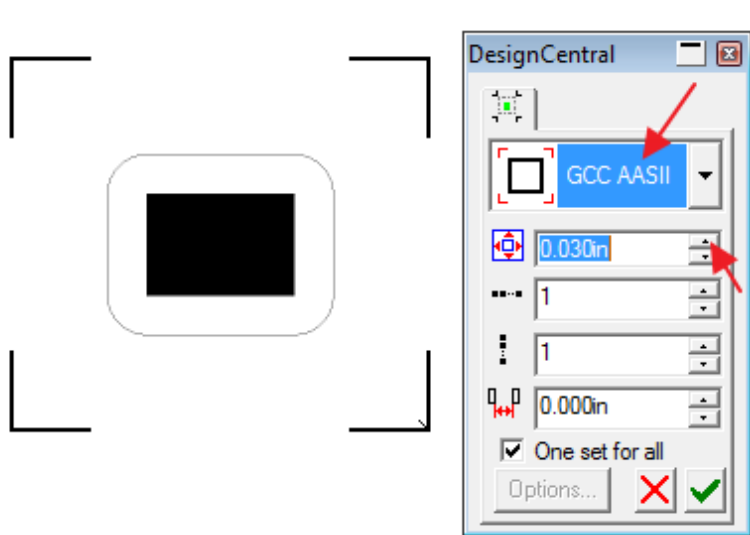 DesignCentral
GCC AASII
0.030in
1
1
0.000in
One set for all
Options...